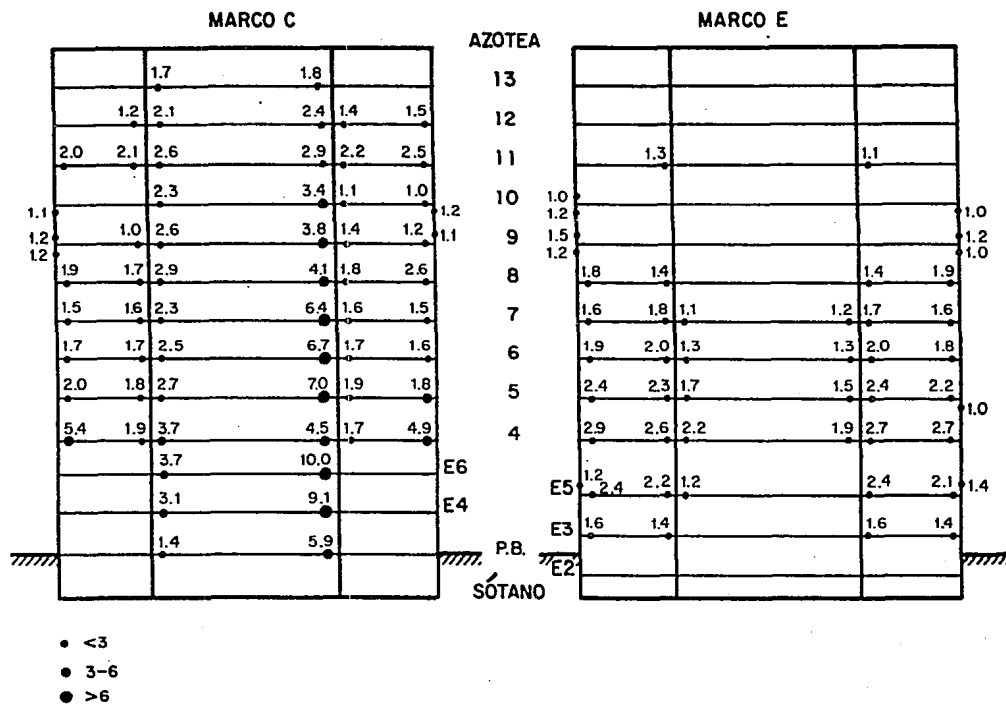 MARCO C
MARCO E
AZOTEA
1.7 1.8 13
1.2 2.1 2.4 1.4 1.5 12
2.0 2.1 2.6 2.9 2.2 2.5 11 1.3 1.1
2.3 3.4 1.1 1.0 10 1.0
1.1 1.2 1.2 1.0
1.2 1.0 2.6 3.8 1.4 1.2 1.1 9 1.5 1.2
1.2 1.2 1.0
1.9 1.7 2.9 4.1 1.8 2.6 8 1.8 1.4 1.4 1.9
1.5 1.6 2.3 6.4 1.6 1.5 7 1.6 1.8 1.1 1.2 1.7 1.6
1.7 1.7 2.5 6.7 1.7 1.6 6 1.9 2.0 1.3 1.3 2.0 1.8
2.0 1.8 2.7 7.0 1.9 1.8 5 2.4 2.3 1.7 1.5 2.4 2.2
1.0
5.4 1.9 3.7 4.5 1.7 4.9 4 2.9 2.6 2.2 1.9 2.7 2.7
3.7 10.0 E6
E5 1.2 2.4 2.2 1.2 2.4 2.1 1.4
3.1 9.1 E4
E3 1.6 1.4 1.6 1.4
1.4 5.9 P.B.
E2
SÓTANO
<3
3-6
>6